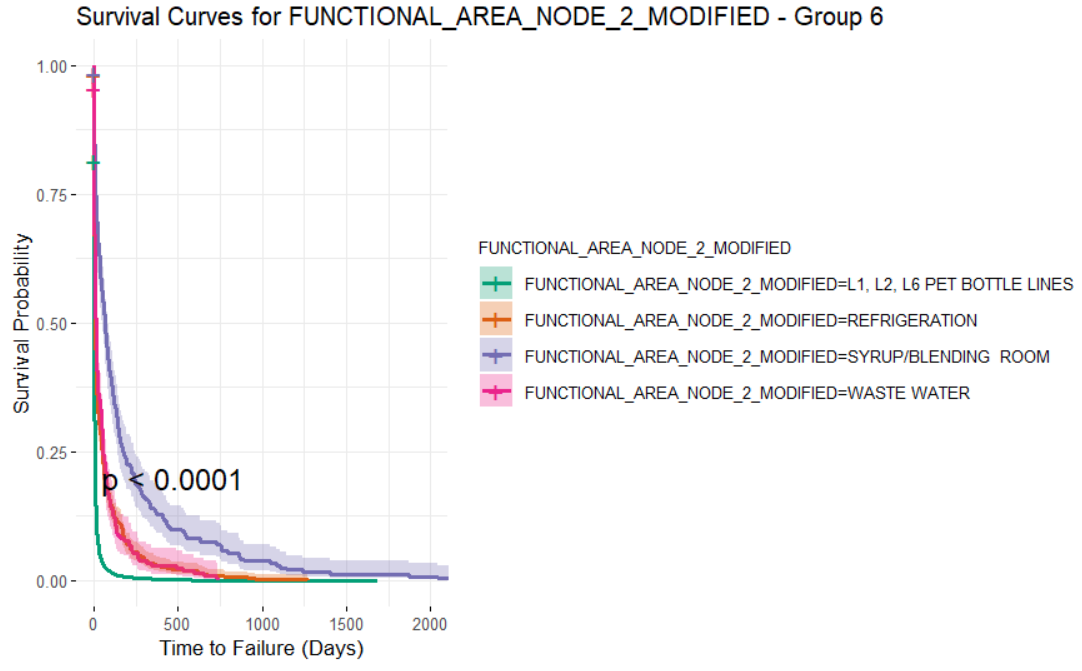 Survival Curves for FUNCTIONAL_AREA_NODE_2_MODIFIED - Group 6
1.00
0.75
0.50
0.25
0.00
Survival Probability
p < 0.0001
0 500 1000 1500 2000
Time to Failure (Days)
FUNCTIONAL_AREA_NODE_2_MODIFIED
FUNCTIONAL_AREA_NODE_2_MODIFIED=L1, L2, L6 PET BOTTLE LINES
FUNCTIONAL_AREA_NODE_2_MODIFIED=REFRIGERATION
FUNCTIONAL_AREA_NODE_2_MODIFIED=SYRUP/BLENDING  ROOM
FUNCTIONAL_AREA_NODE_2_MODIFIED=WASTE WATER